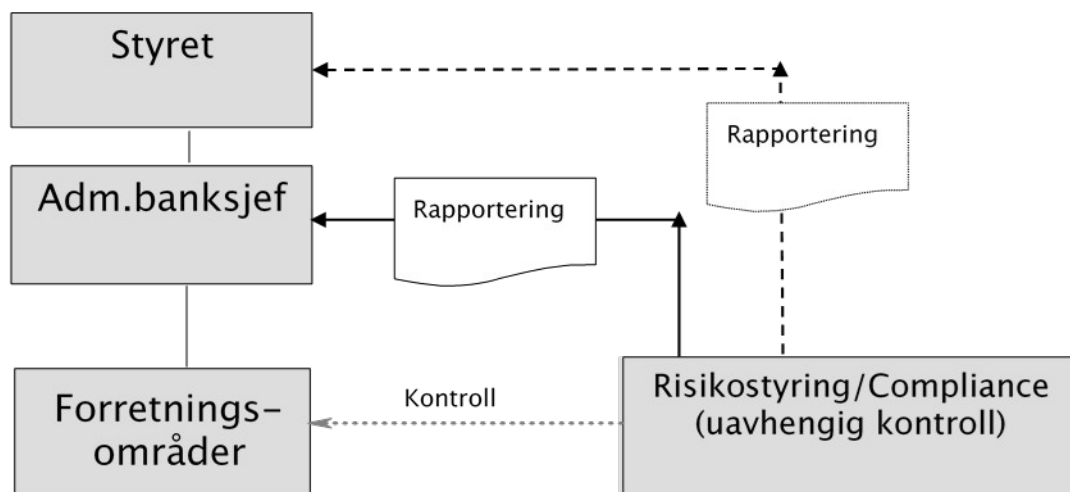 Styret
Rapportering
Adm.banksjef
Rapportering
Forretnings-
områder
Kontroll
Risikostyring/Compliance
(uavhengig kontroll)